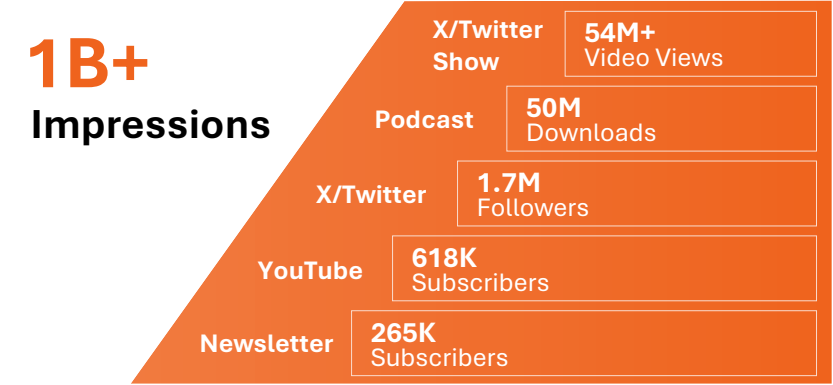 1B+
Impressions
X/Twitter
Show
54M+
Video Views
Podcast
50M
Downloads
X/Twitter
1.7M
Followers
YouTube
618K
Subscribers
Newsletter
265K
Subscribers